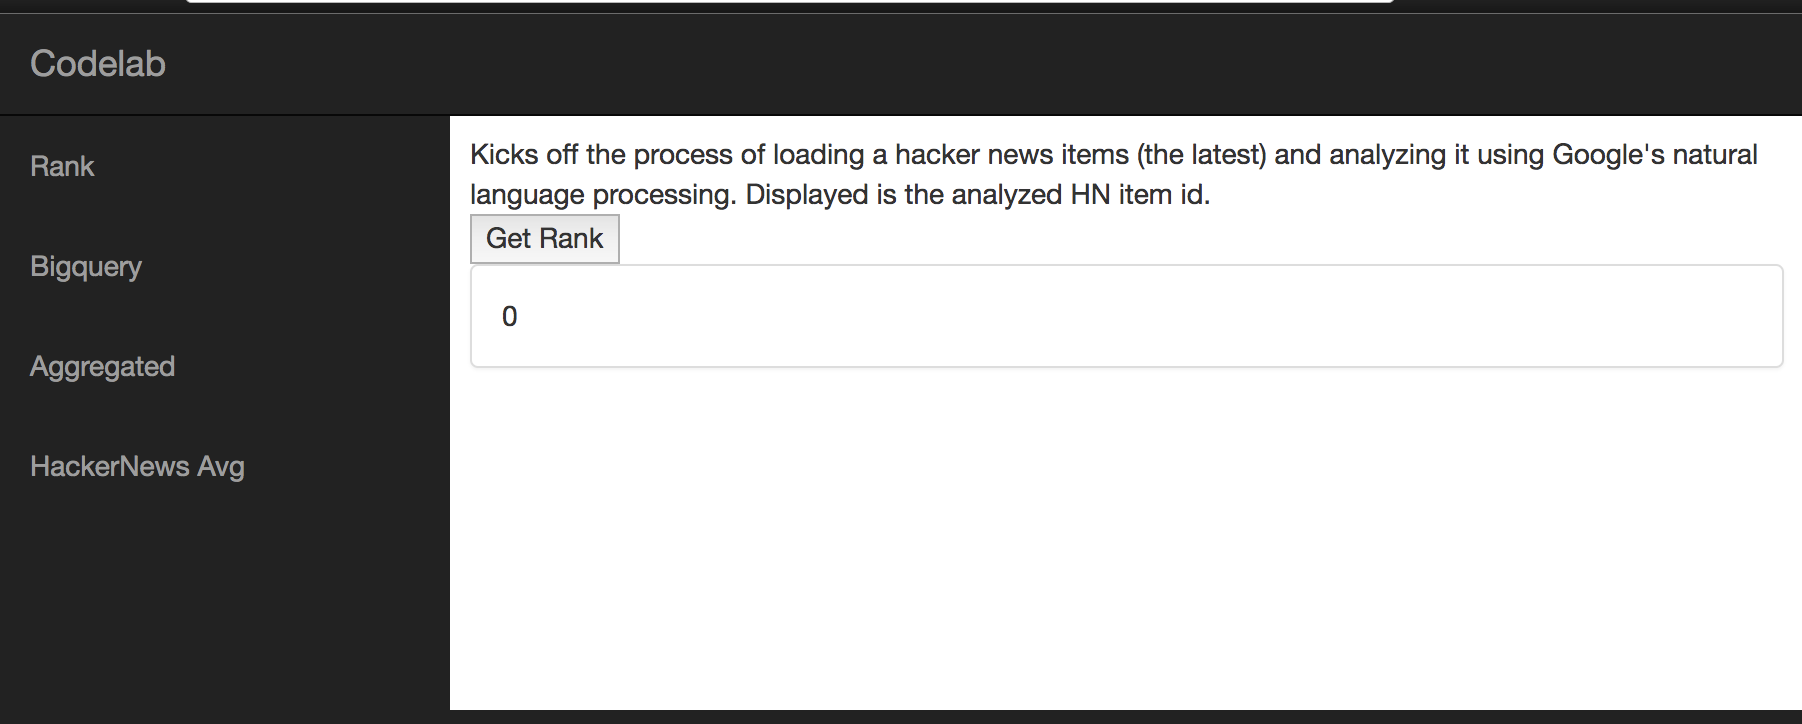 Codelab
Rank
Bigquery
Aggregated
HackerNews Avg
Kicks off the process of loading a hacker news items (the latest) and analyzing it using Google's natural
language processing. Displayed is the analyzed HN item id.
Get Rank
0